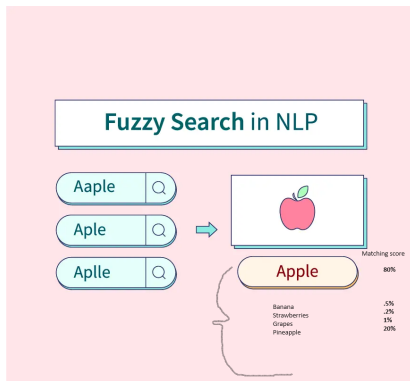 Fuzzy Search in NLP
Aaple
Aple
Aplle
Matching score
Apple 80%
Banana .5%
Strawberries .2%
Grapes 1%
Pineapple 20%